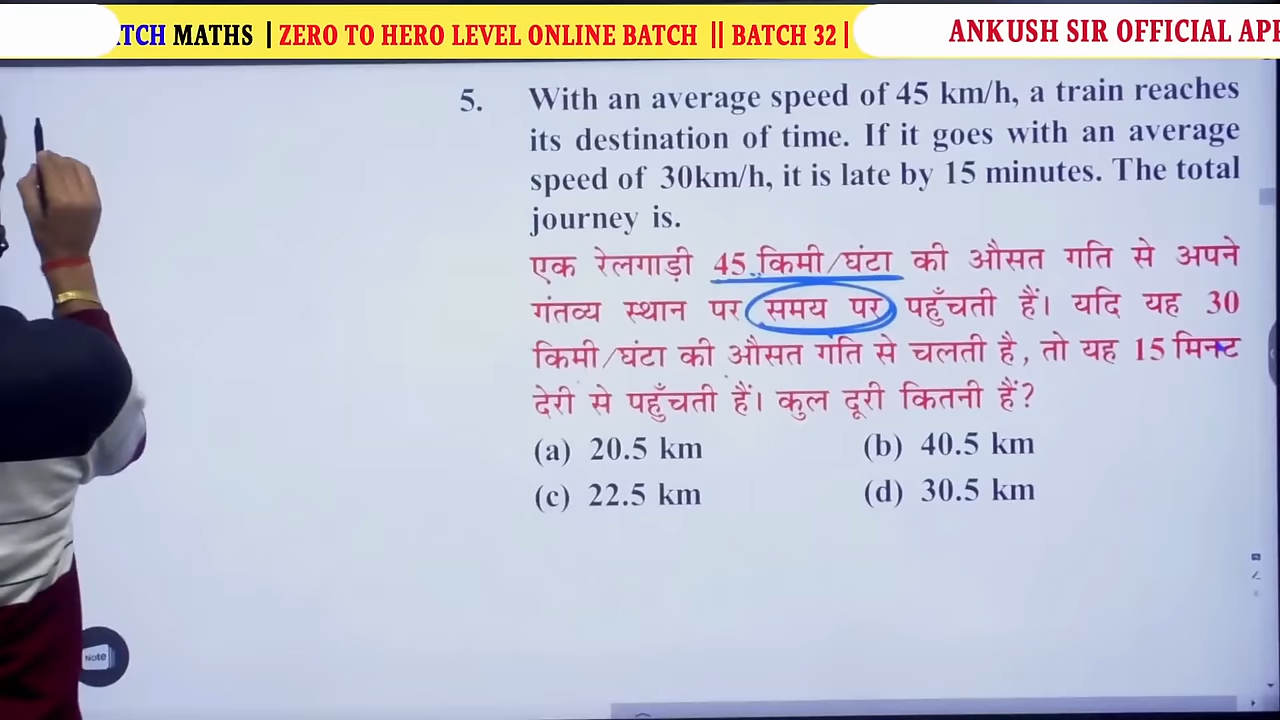 TCH MATHS | ZERO TO HERO LEVEL ONLINE BATCH || BATCH 32 |
ANKUSH SIR OFFICIAL AP
5. With an average speed of 45 km/h, a train reaches
its destination of time. If it goes with an average
speed of 30km/h, it is late by 15 minutes. The total
journey is.
एक रेलगाड़ी 45 किमी/घंटा की औसत गति से अपने
गंतव्य स्थान पर समय पर पहुँचती हैं। यदि यह 30
किमी/घंटा की औसत गति से चलती है, तो यह 15 मिनट
देरी से पहुँचती हैं। कुल दूरी कितनी हैं?
(a) 20.5 km (b) 40.5 km
(c) 22.5 km (d) 30.5 km
Note